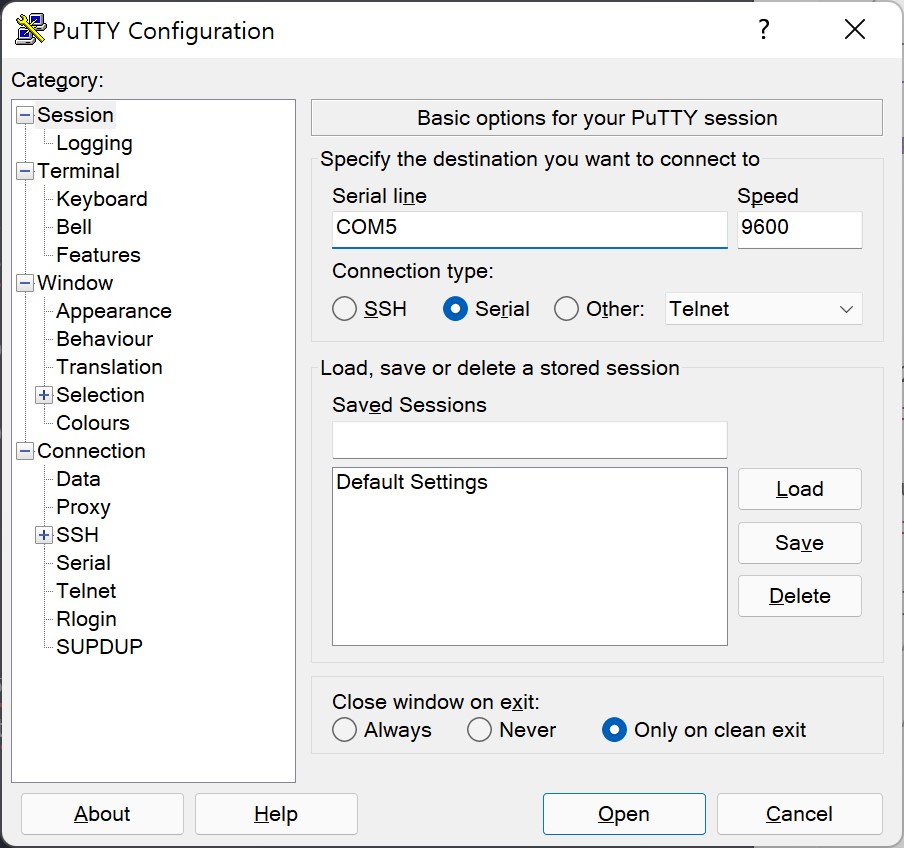 PuTTY Configuration
?
Category:
Session
Logging
Terminal
Keyboard
Bell
Features
Window
Appearance
Behaviour
Translation
Selection
Colours
Connection
Data
Proxy
SSH
Serial
Telnet
Rlogin
SUPDUP
Basic options for your PuTTY session
Specify the destination you want to connect to
Serial line Speed
COM5 9600
Connection type:
SSH Serial Other: Telnet
Load, save or delete a stored session
Saved Sessions
Default Settings
Load
Save
Delete
Close window on exit:
Always Never Only on clean exit
About Help Open Cancel